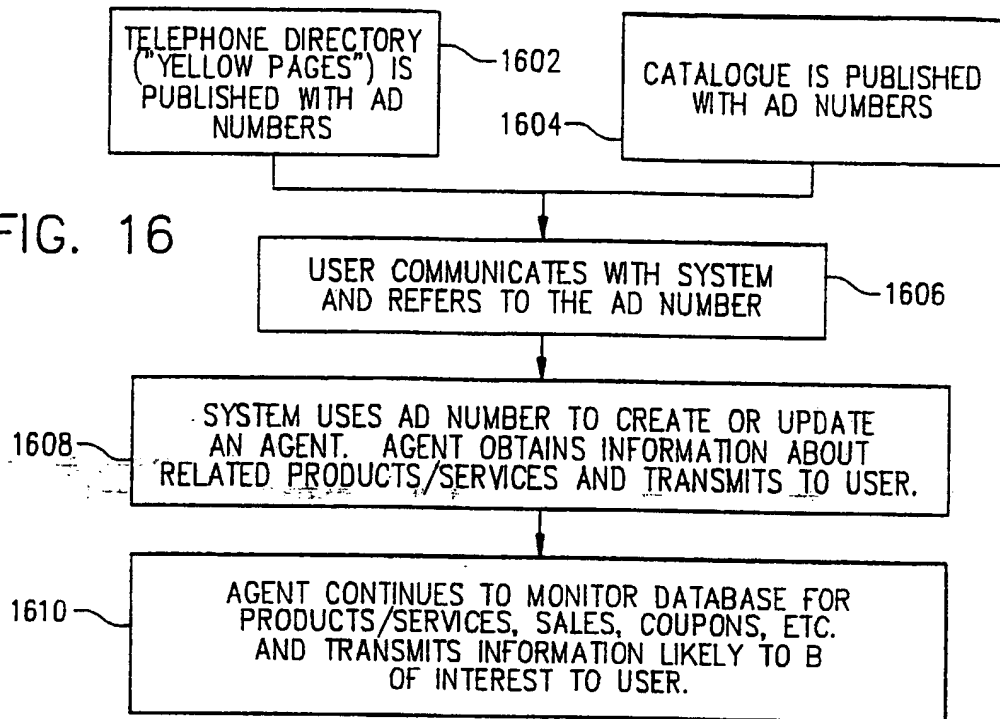 TELEPHONE DIRECTORY
("YELLOW PAGES") IS
PUBLISHED WITH AD
NUMBERS
1602
CATALOGUE IS PUBLISHED
WITH AD NUMBERS
1604
FIG. 16
USER COMMUNICATES WITH SYSTEM
AND REFERS TO THE AD NUMBER
1606
SYSTEM USES AD NUMBER TO CREATE OR UPDATE
AN AGENT. AGENT OBTAINS INFORMATION ABOUT
RELATED PRODUCTS/SERVICES AND TRANSMITS TO USER.
1608
AGENT CONTINUES TO MONITOR DATABASE FOR
PRODUCTS/SERVICES, SALES, COUPONS, ETC.
AND TRANSMITS INFORMATION LIKELY TO B
OF INTEREST TO USER.
1610